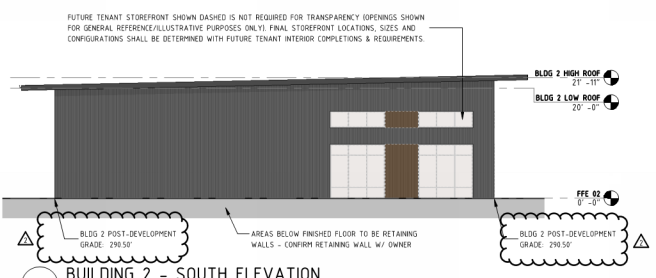 FUTURE TENANT STOREFRONT SHOWN DASHED IS NOT REQUIRED FOR TRANSPARENCY (OPENINGS SHOWN
FOR GENERAL REFERENCE/ILLUSTRATIVE PURPOSES ONLY). FINAL STOREFRONT LOCATIONS, SIZES AND
CONFIGURATIONS SHALL BE DETERMINED WITH FUTURE TENANT INTERIOR COMPLETIONS & REQUIREMENTS.
BLDG 2 HIGH ROOF
21' -11"
BLDG 2 LOW ROOF
20' -0"
FFE 02
0' -0"
2
BLDG 2 POST-DEVELOPMENT
GRADE: 290.50'
AREAS BELOW FINISHED FLOOR TO BE RETAINING
WALLS - CONFIRM RETAINING WALL W/ OWNER
BLDG 2 POST-DEVELOPMENT
GRADE: 290.50'
2
BUILDING 2 - SOUTH ELEVATION